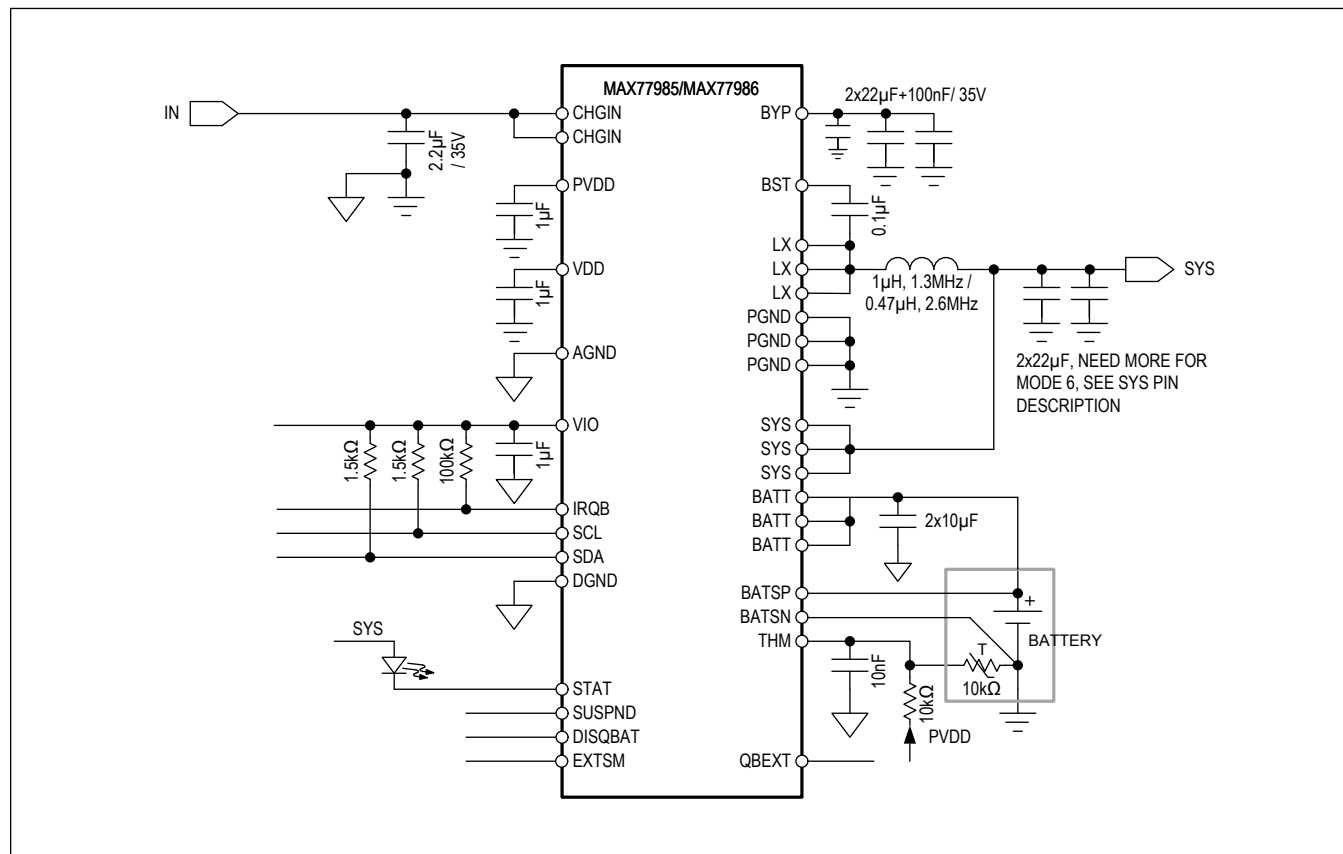 MAX77985/MAX77986
IN
2.2µF
/ 35V
CHGIN
CHGIN
PVDD
1µF
VDD
1µF
AGND
VIO
1.5kΩ
1.5kΩ
100kΩ
1µF
IRQB
SCL
SDA
DGND
SYS
STAT
SUSPND
DISQBAT
EXTSM
BYP
2x22µF+100nF/ 35V
BST
0.1µF
LX
LX
LX
1µH, 1.3MHz /
0.47µH, 2.6MHz
SYS
PGND
PGND
PGND
2x22µF, NEED MORE FOR
MODE 6, SEE SYS PIN
DESCRIPTION
SYS
SYS
SYS
BATT
BATT
BATT
2x10µF
BATSP
BATSN
THM
+
BATTERY
T
10kΩ
10nF
10kΩ
PVDD
QBEXT